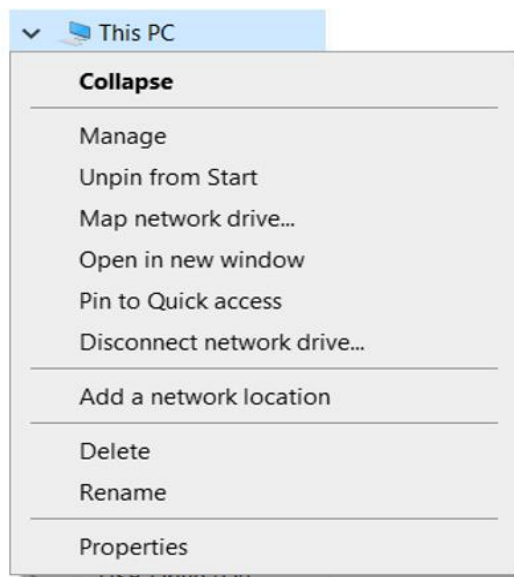 This PC
Collapse
Manage
Unpin from Start
Map network drive...
Open in new window
Pin to Quick access
Disconnect network drive...
Add a network location
Delete
Rename
Properties